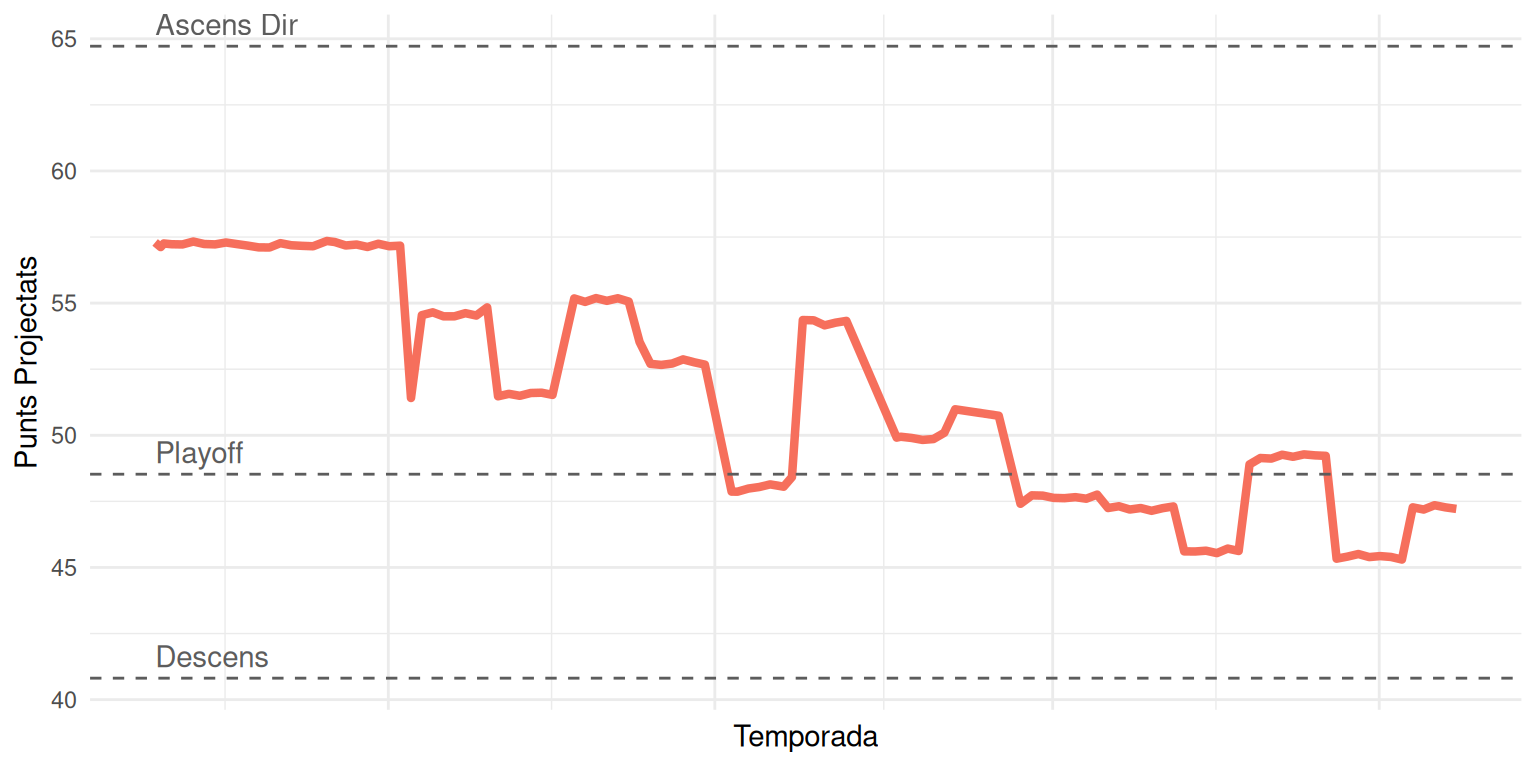 Ascens Dir
65
60
55
50
Playoff
45
Descens
40
Punts Projectats
Temporada